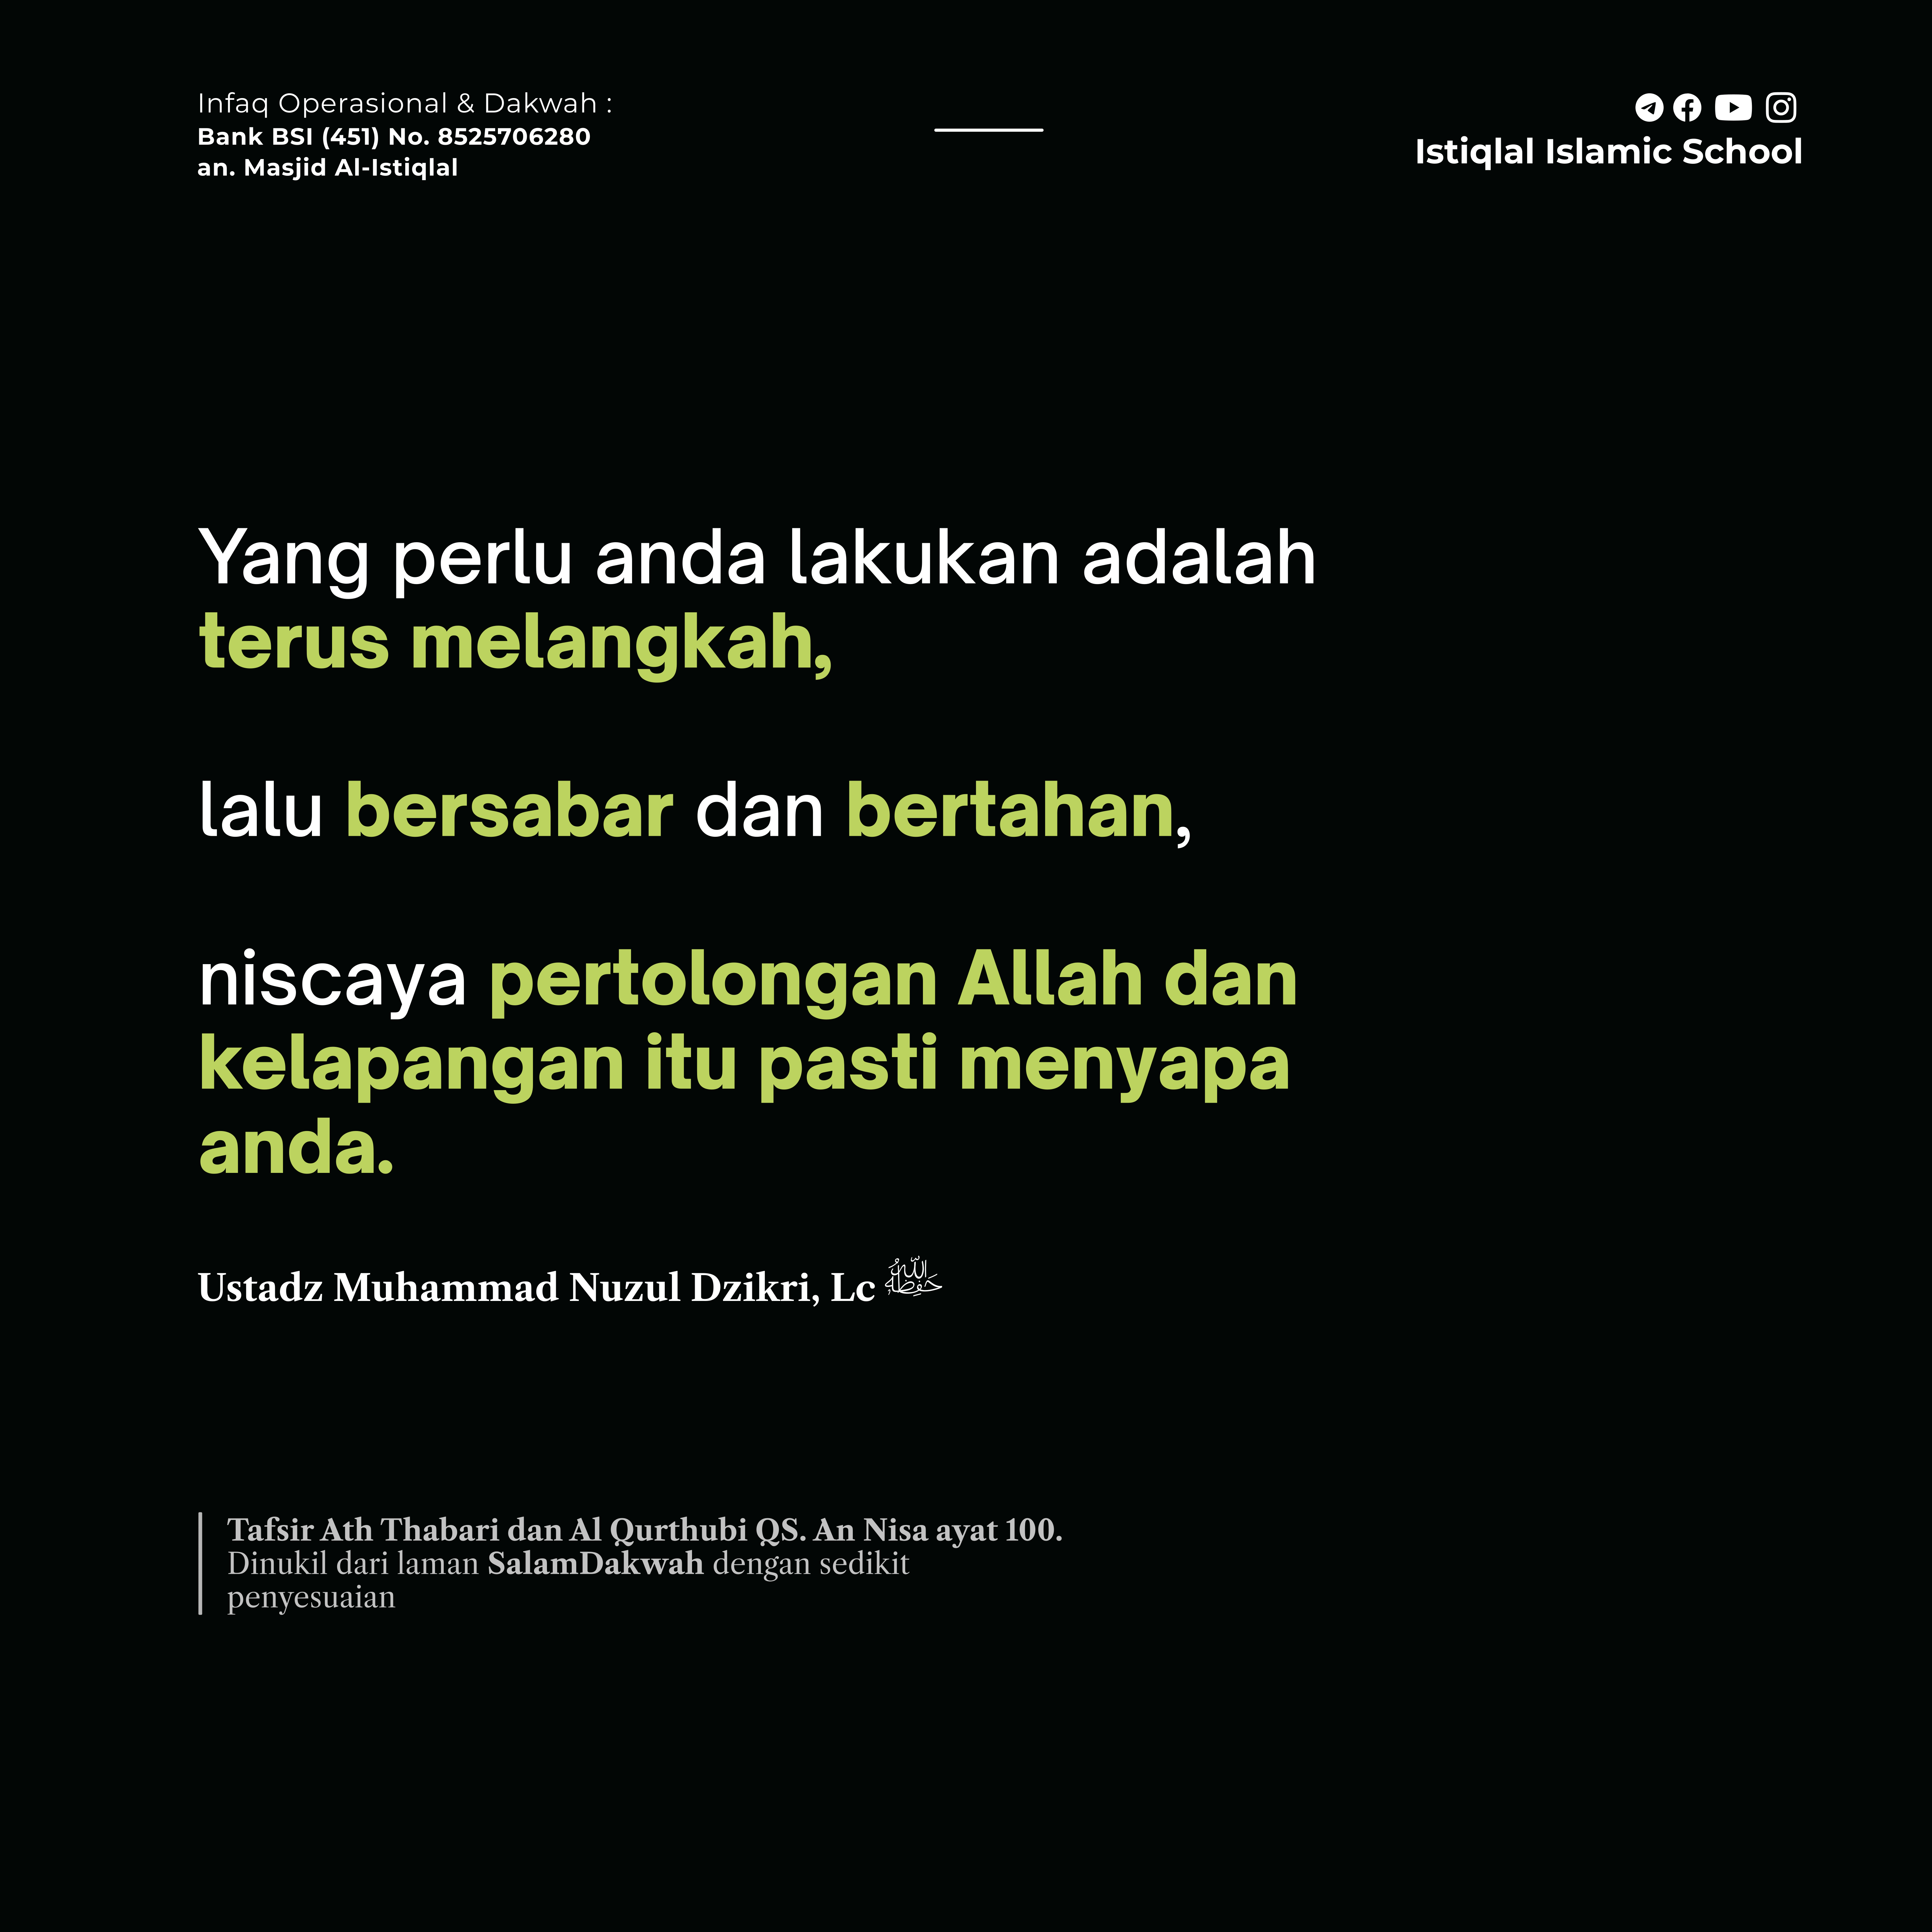 Infaq Operasional & Dakwah :
Bank BSI (451) No. 8525706280
an. Masjid Al-Istiqlal
Istiqlal Islamic School
Yang perlu anda lakukan adalah
terus melangkah,
lalu bersabar dan bertahan,
niscaya pertolongan Allah dan
kelapangan itu pasti menyapa
anda.
Ustadz Muhammad Nuzul Dzikri, Lc حَفِظَهُ اللّٰهُ
Tafsir Ath Thabari dan Al Qurthubi QS. An Nisa ayat 100.
Dinukil dari laman SalamDakwah dengan sedikit
penyesuaian